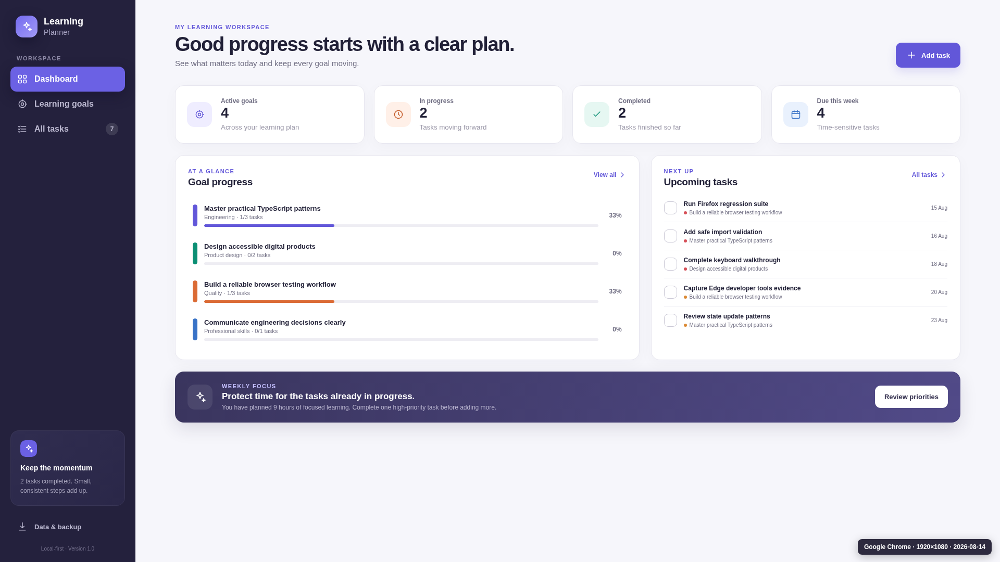 Learning
Planner
WORKSPACE
Dashboard
Learning goals
All tasks 7
Keep the momentum
2 tasks completed. Small,
consistent steps add up.
Data & backup
Local-first · Version 1.0
MY LEARNING WORKSPACE
Good progress starts with a clear plan.
See what matters today and keep every goal moving.
Add task
Active goals
4
Across your learning plan
In progress
2
Tasks moving forward
Completed
2
Tasks finished so far
Due this week
4
Time-sensitive tasks
AT A GLANCE
Goal progress
View all
Master practical TypeScript patterns
Engineering · 1/3 tasks
33%
Design accessible digital products
Product design · 0/2 tasks
0%
Build a reliable browser testing workflow
Quality · 1/3 tasks
33%
Communicate engineering decisions clearly
Professional skills · 0/1 tasks
0%
NEXT UP
Upcoming tasks
All tasks
Run Firefox regression suite
Build a reliable browser testing workflow
15 Aug
Add safe import validation
Master practical TypeScript patterns
16 Aug
Complete keyboard walkthrough
Design accessible digital products
18 Aug
Capture Edge developer tools evidence
Build a reliable browser testing workflow
20 Aug
Review state update patterns
Master practical TypeScript patterns
23 Aug
WEEKLY FOCUS
Protect time for the tasks already in progress.
You have planned 9 hours of focused learning. Complete one high-priority task before adding more.
Review priorities
Google Chrome · 1920×1080 · 2026-08-14